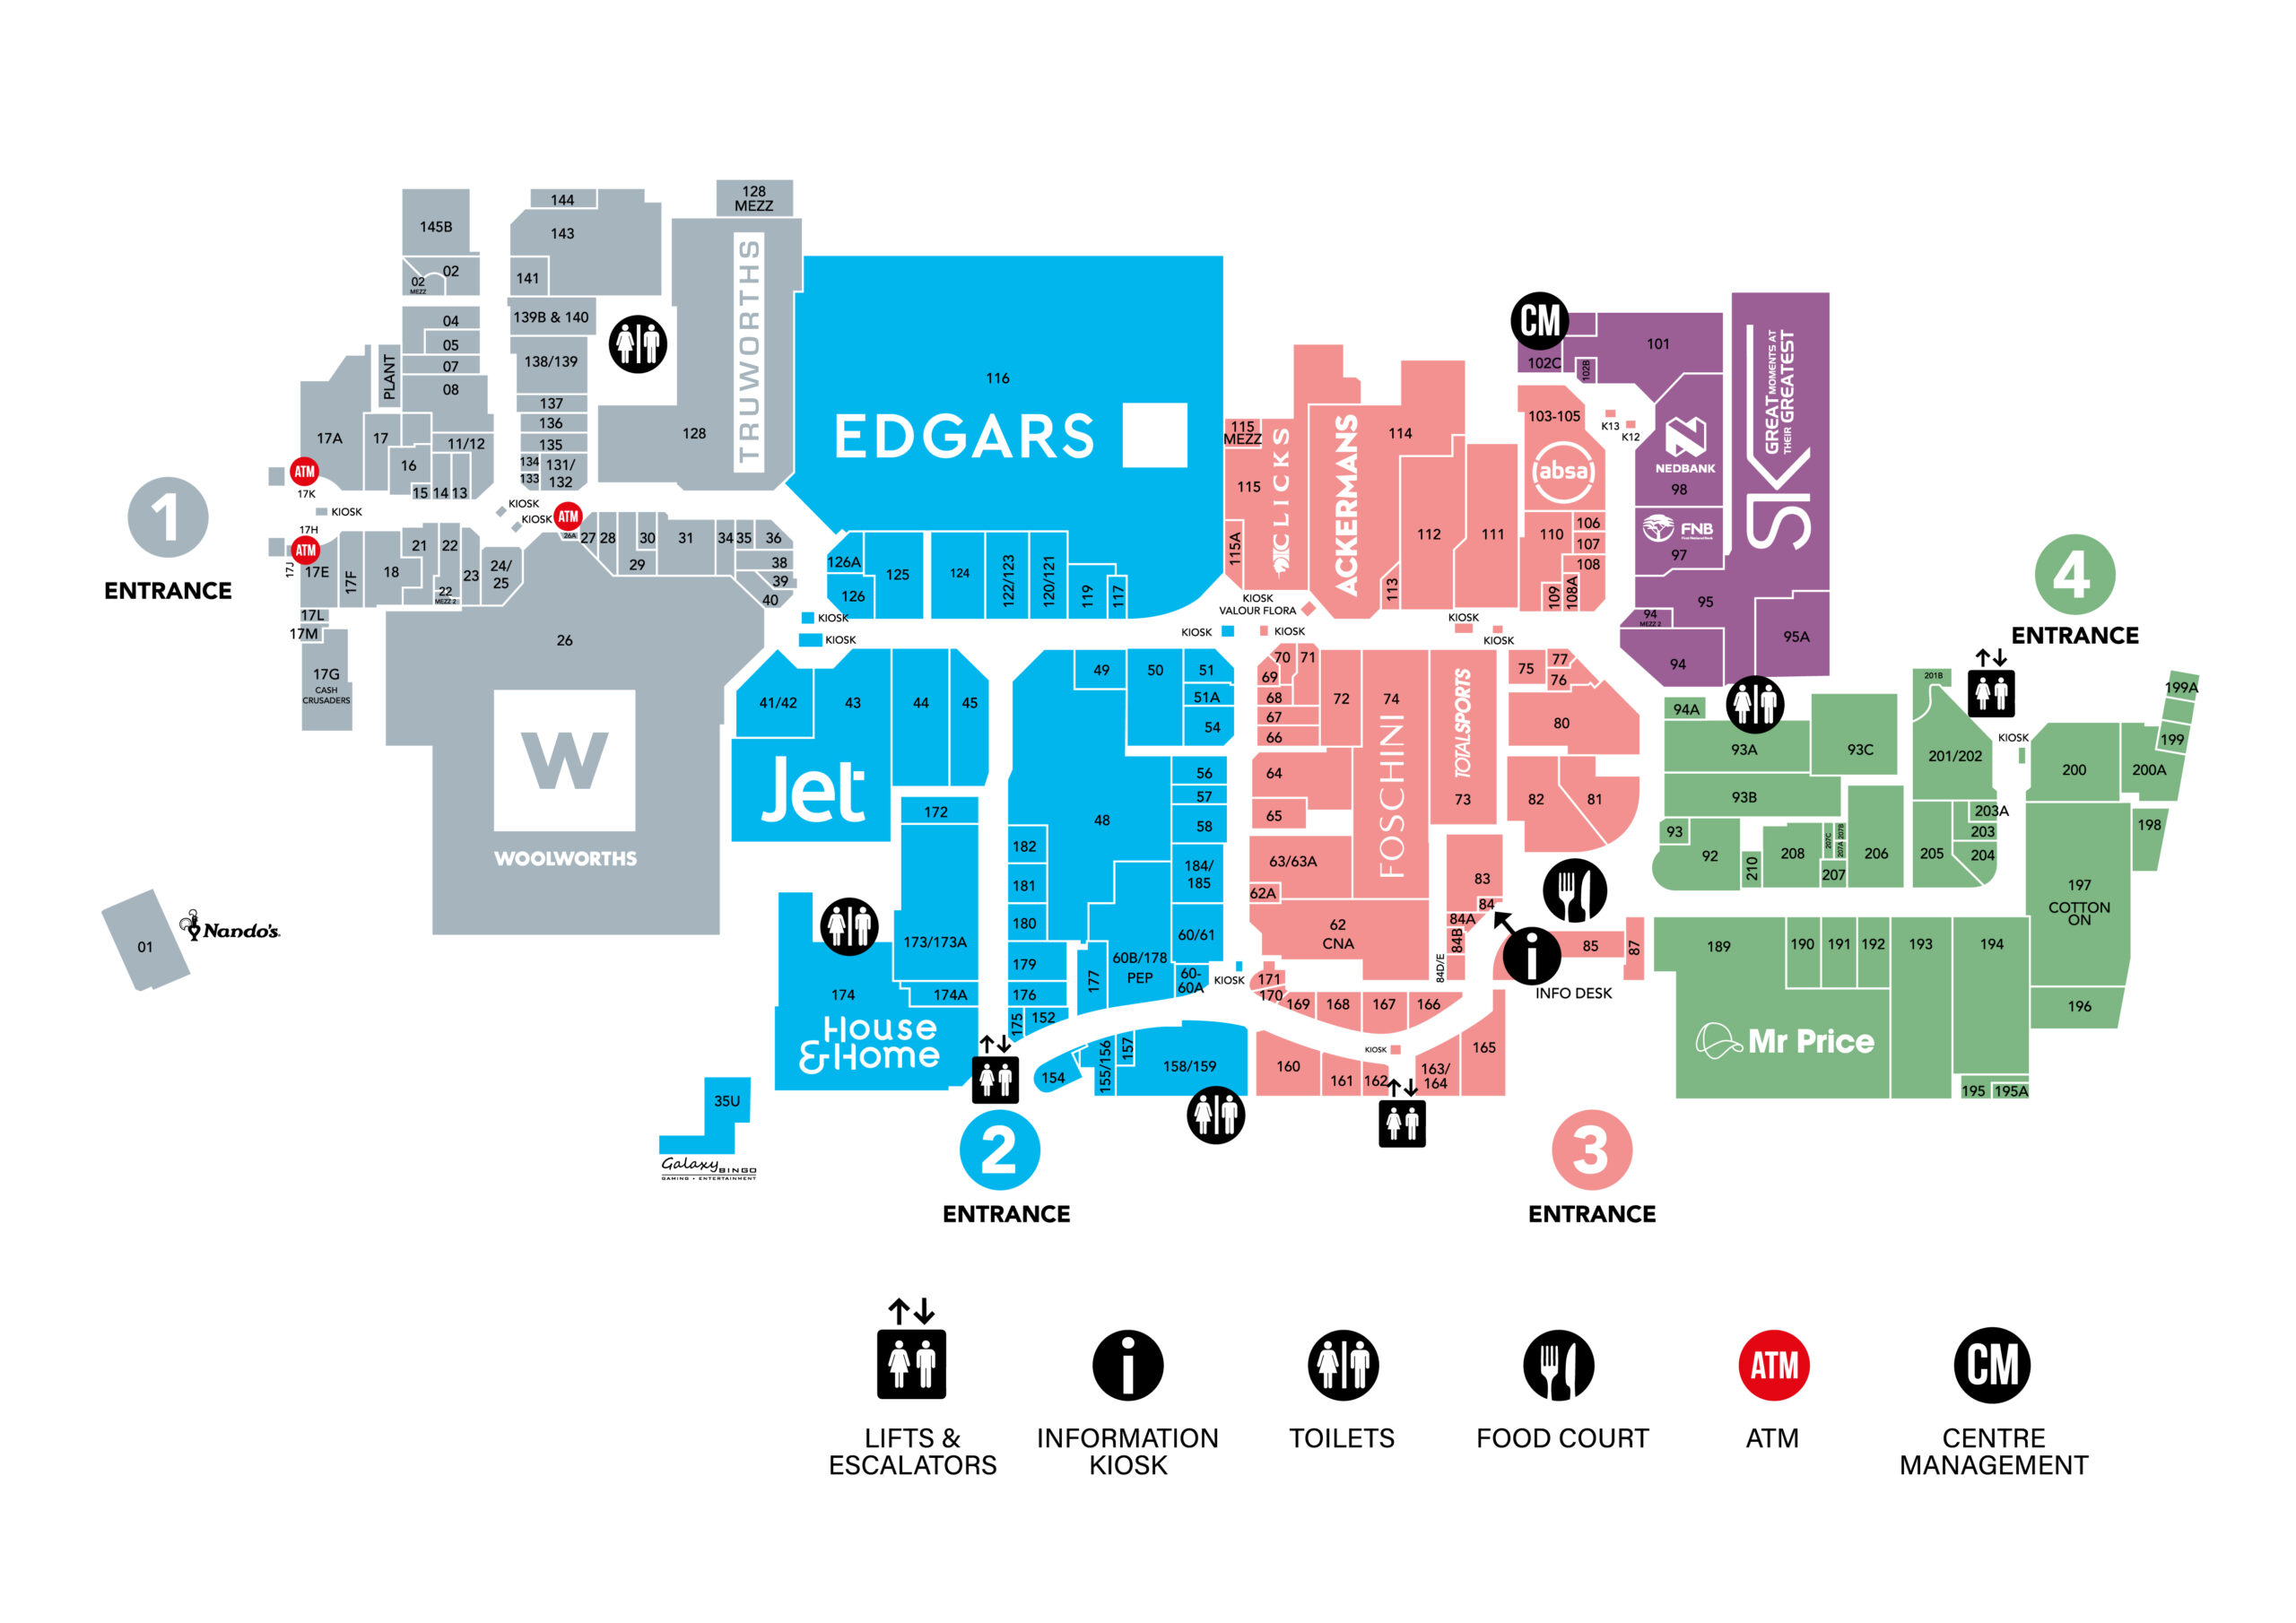 128
MEZZ
144
145B
143
02
02
MEZZ
141
TRUWORTHS
04
139B & 140
05
07
08
PLANT
138/139
137
136
135
134
131/
132
133
128
17A
17
11/12
16
15
14
13
ATM
17K
KIOSK
17H
ATM
17J
17E
17F
18
21
22
22
MEZZ 2
23
24/
25
KIOSK
KIOSK
ATM
26A
27
28
29
30
31
34
35
36
38
39
40
17L
17M
17G
CASH
CRUSADERS
1
ENTRANCE
26
W
WOOLWORTHS
01
Nando's
116
EDGARS
126A
126
125
124
122/123
120/121
119
117
KIOSK
KIOSK
KIOSK
41/42
43
44
45
Jet
172
173/173A
174
174A
House
& Home
49
50
51
51A
54
56
57
58
48
182
181
180
179
176
175
152
184/
185
60/61
60B/178
PEP
60-
60A
177
KIOSK
154
155/156
157
158/159
35U
Galaxy BINGO
GAMING • ENTERTAINMENT
2
ENTRANCE
115
MEZZ
115
115A
CLICKS
ACKERMANS
114
113
112
111
103-105
absa
110
106
107
108
108A
109
K13
K12
KIOSK
VALOUR FLORA
KIOSK
KIOSK
KIOSK
70
71
69
68
67
66
72
74
FOSCHINI
TOTALSPORTS
73
75
77
76
80
82
81
64
65
63/63A
62A
62
CNA
83
84
84A
84B
84D/E
85
87
i
INFO DESK
171
170
169
168
167
166
KIOSK
160
161
162
163/
164
165
3
ENTRANCE
CM
102C
102B
101
NEDBANK
98
FNB
First National Bank
97
SK
GREAT MOMENTS AT
THEIR GREATEST
95
95A
94
MEZZ 2
94
4
ENTRANCE
94A
93A
93C
93B
93
92
210
208
207C
207B
207A
207
206
201B
201/202
203A
203
204
205
KIOSK
200
200A
199A
199
198
197
COTTON
ON
196
189
190
191
192
193
194
195
195A
Mr Price
LIFTS &
ESCALATORS
i
INFORMATION
KIOSK
TOILETS
FOOD COURT
ATM
ATM
CM
CENTRE
MANAGEMENT